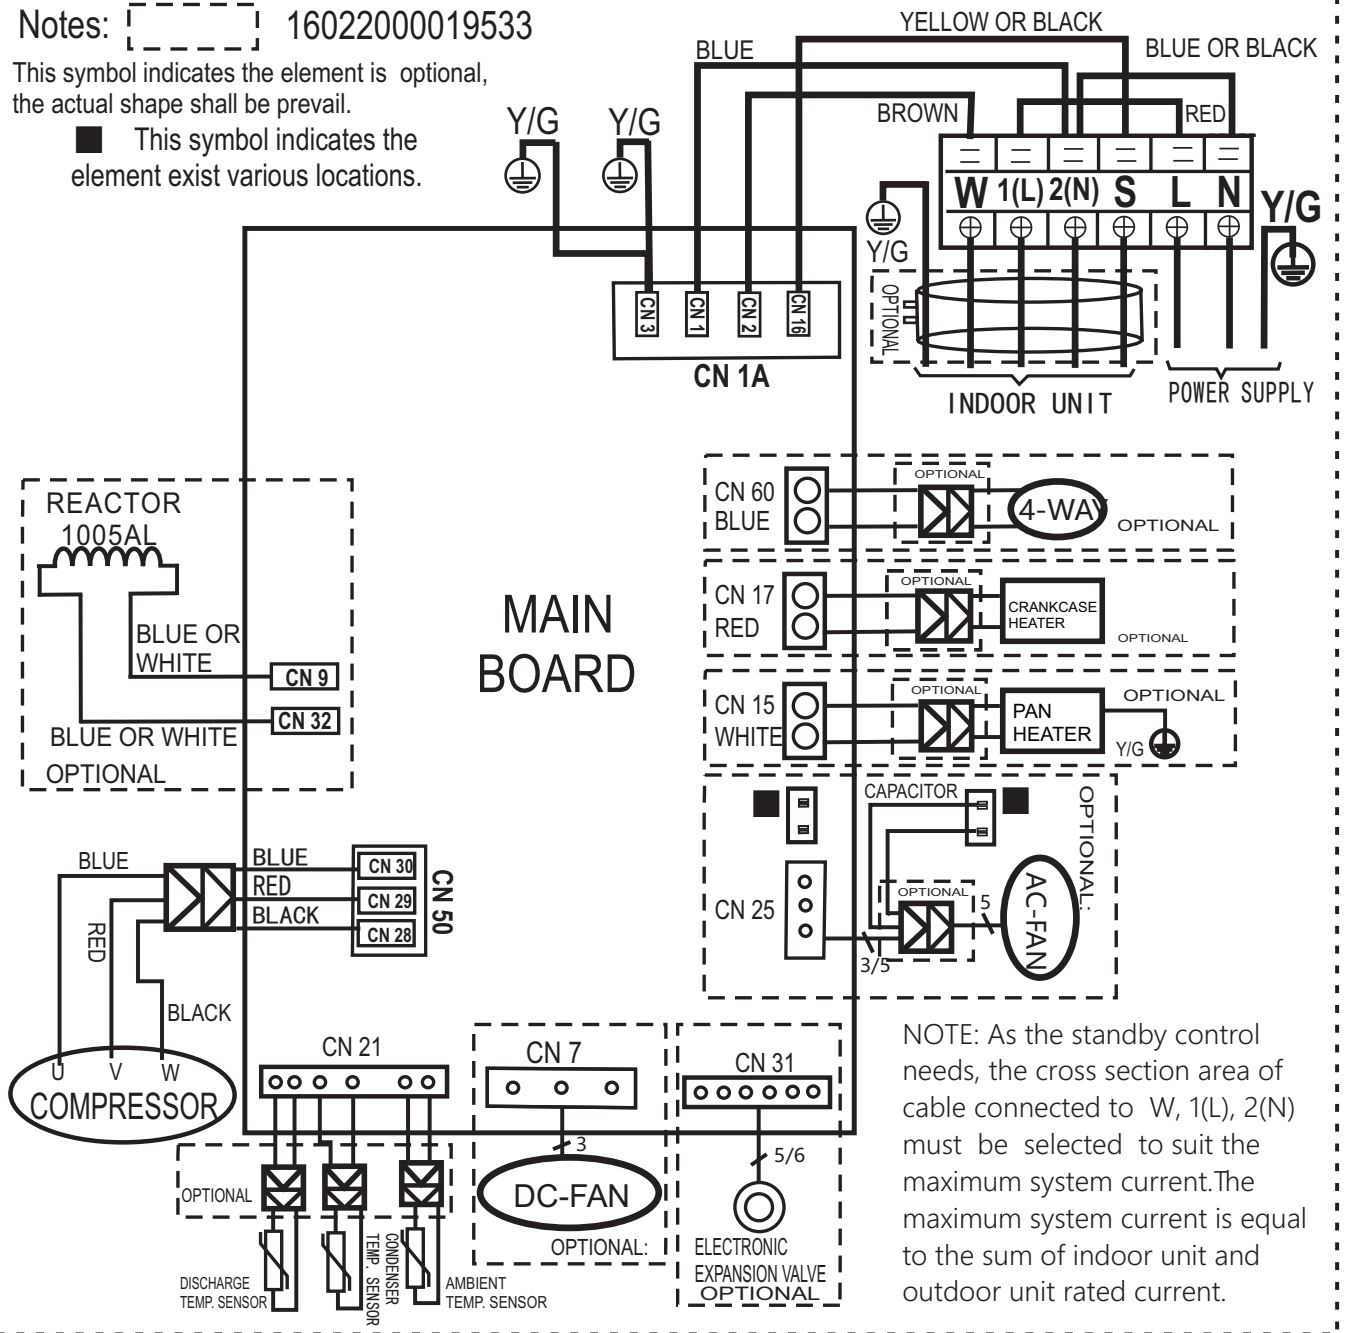 Notes: 16022000019533
This symbol indicates the element is optional,
the actual shape shall be prevail.
■ This symbol indicates the
element exist various locations.
YELLOW OR BLACK
BLUE
BLUE OR BLACK
BROWN
RED
Y/G
Y/G
W 1(L) 2(N) S L N
Y/G
Y/G
OPTIONAL
INDOOR UNIT
POWER SUPPLY
CN 3
CN 1
CN 2
CN 16
CN 1A
REACTOR
1005AL
BLUE OR
WHITE
CN 9
CN 32
BLUE OR WHITE
OPTIONAL
MAIN
BOARD
CN 60
BLUE
OPTIONAL
4-WAY
OPTIONAL
CN 17
RED
OPTIONAL
CRANKCASE
HEATER
OPTIONAL
CN 15
WHITE
OPTIONAL
PAN
HEATER
OPTIONAL
Y/G
CAPACITOR
OPTIONAL:
CN 25
OPTIONAL
3/5
5
AC-FAN
BLUE
RED
BLACK
BLUE
RED
BLACK
CN 30
CN 29
CN 28
CN 50
U V W
COMPRESSOR
CN 21
OPTIONAL
DISCHARGE
TEMP. SENSOR
CONDENSER
TEMP. SENSOR
AMBIENT
TEMP. SENSOR
CN 7
3
DC-FAN
OPTIONAL:
CN 31
5/6
ELECTRONIC
EXPANSION VALVE
OPTIONAL
NOTE: As the standby control
needs, the cross section area of
cable connected to W, 1(L), 2(N)
must be selected to suit the
maximum system current.The
maximum system current is equal
to the sum of indoor unit and
outdoor unit rated current.